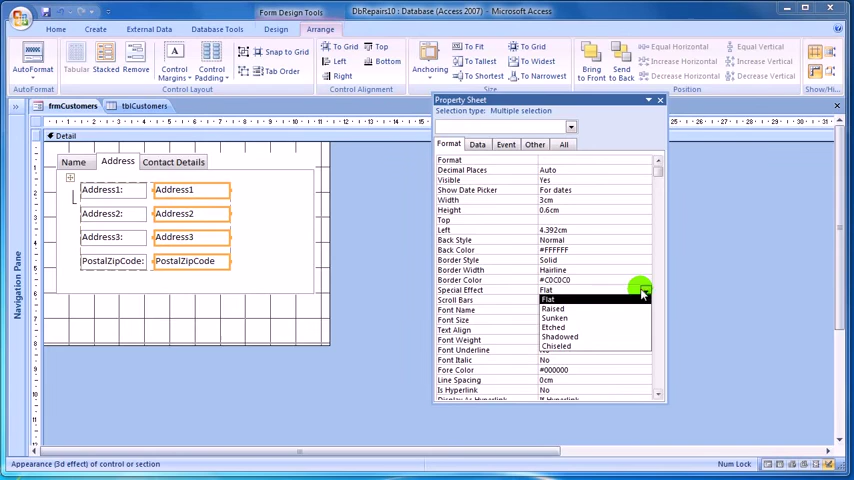 Form Design Tools
DbRepairs10 : Database (Access 2007) - Microsoft Access
Home
Create
External Data
Database Tools
Design
Arrange
AutoFormat
Tabular
Stacked
Remove
Control Margins
Control Padding
Snap to Grid
Tab Order
To Grid
Left
Right
Top
Bottom
Control Alignment
Anchoring
To Fit
To Tallest
To Shortest
To Grid
To Widest
To Narrowest
Size
Bring to Front
Send to Back
Equal Horizontal
Increase Horizontal
Decrease Horizontal
Equal Vertical
Increase Vertical
Decrease Vertical
Position
Show/Hi
frmCustomers
tblCustomers
Detail
Name
Address
Contact Details
Address1:
Address1
Address2:
Address2
Address3:
Address3
PostalZipCode:
PostalZipCode
Navigation Pane
Property Sheet
Selection type: Multiple selection
Format
Data
Event
Other
All
Format
Decimal Places Auto
Visible Yes
Show Date Picker For dates
Width 3cm
Height 0.6cm
Top
Left 4.392cm
Back Style Normal
Back Color #FFFFFF
Border Style Solid
Border Width Hairline
Border Color #C0C0C0
Special Effect Flat
Scroll Bars
Font Name
Font Size
Text Align
Font Weight
Font Underline
Font Italic No
Fore Color #000000
Line Spacing 0cm
Is Hyperlink No
Display As Hyperlink If Hyperlink
Flat
Raised
Sunken
Etched
Shadowed
Chiseled
Appearance (3d effect) of control or section
Num Lock